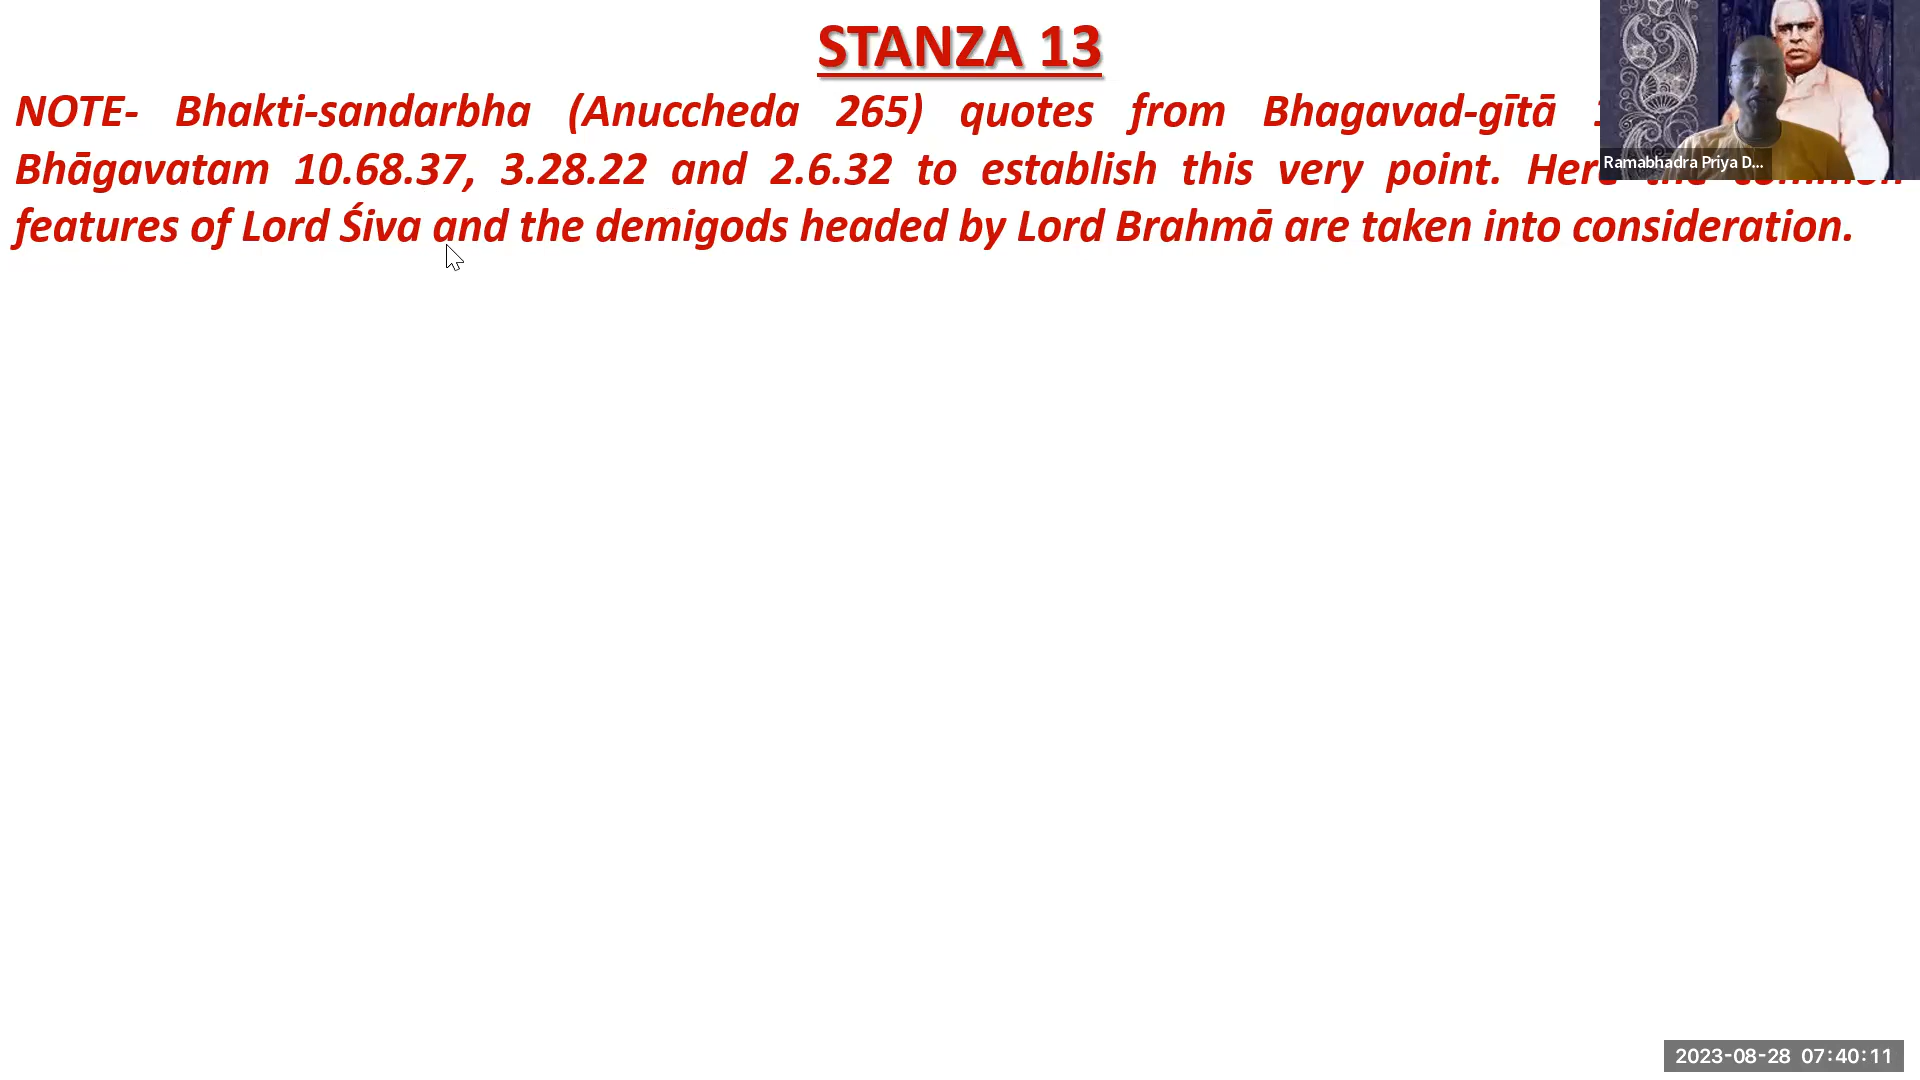 STANZA 13
NOTE- Bhakti-sandarbha (Anuccheda 265) quotes from Bhagavad-gītā
Bhāgavatam 10.68.37, 3.28.22 and 2.6.32 to establish this very point. Here the common
features of Lord Śiva and the demigods headed by Lord Brahmā are taken into consideration.
Ramabhadra Priya D...
2023-08-28 07:40:11